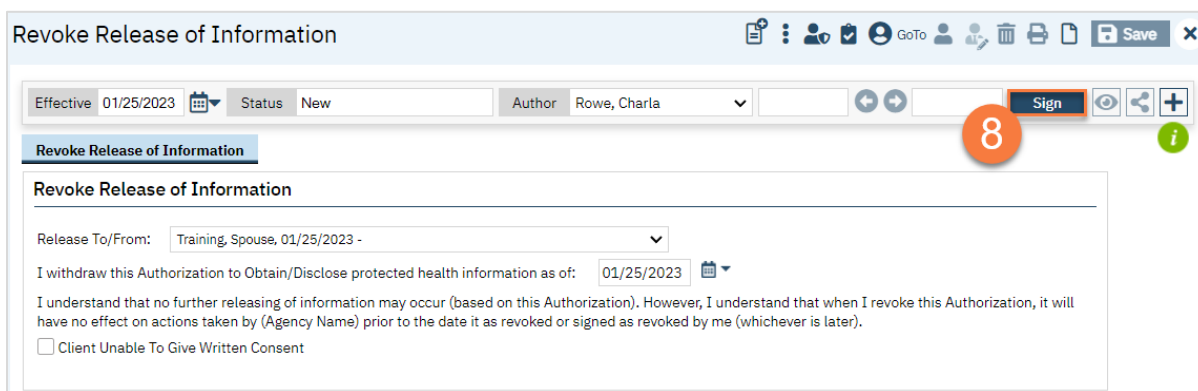 Revoke Release of Information
GoTo
Save
Effective 01/25/2023 Status New Author Rowe, Charla Sign
8
i
Revoke Release of Information
Revoke Release of Information
Release To/From: Training, Spouse, 01/25/2023 -
I withdraw this Authorization to Obtain/Disclose protected health information as of: 01/25/2023
I understand that no further releasing of information may occur (based on this Authorization). However, I understand that when I revoke this Authorization, it will
have no effect on actions taken by (Agency Name) prior to the date it as revoked or signed as revoked by me (whichever is later).
Client Unable To Give Written Consent